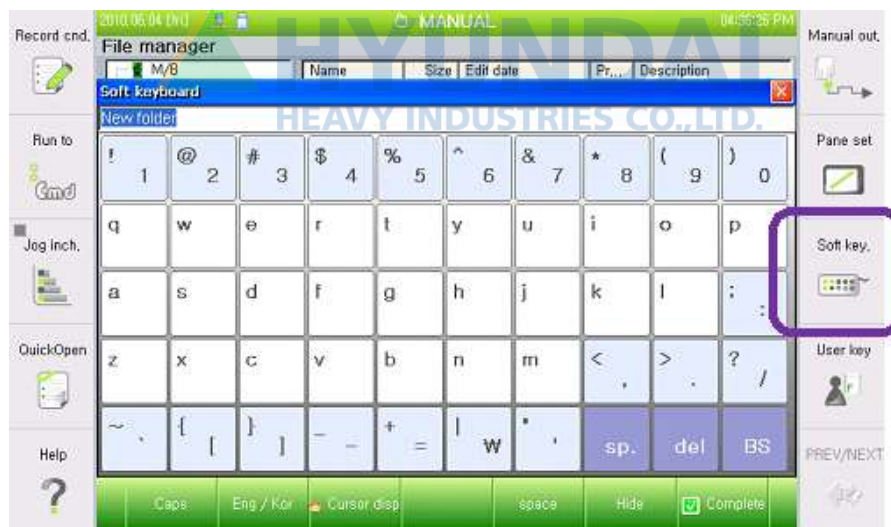 2010.06.04 [fri] MANUAL 04:56:26 PM
Record cnd.
File manager
Manual out.
HYUNDAI
M/B Name Size Edit date Pr... Description
Soft keyboard
New folder
HEAVY INDUSTRIES CO.,LTD.
Run to
Cmd
Pane set
! 1 @ 2 # 3 $ 4 % 5 ^ 6 & 7 * 8 ( 9 ) 0
q w e r t y u i o p
Jog inch.
Soft key.
a s d f g h j k l ; :
QuickOpen
User key
z x c v b n m < , > . ? /
~ ` { [ } ] _ - + = | ₩ " ' sp. del BS
Help
?
PREV/NEXT
Caps Eng / Kor Cursor disp space Hide Complete